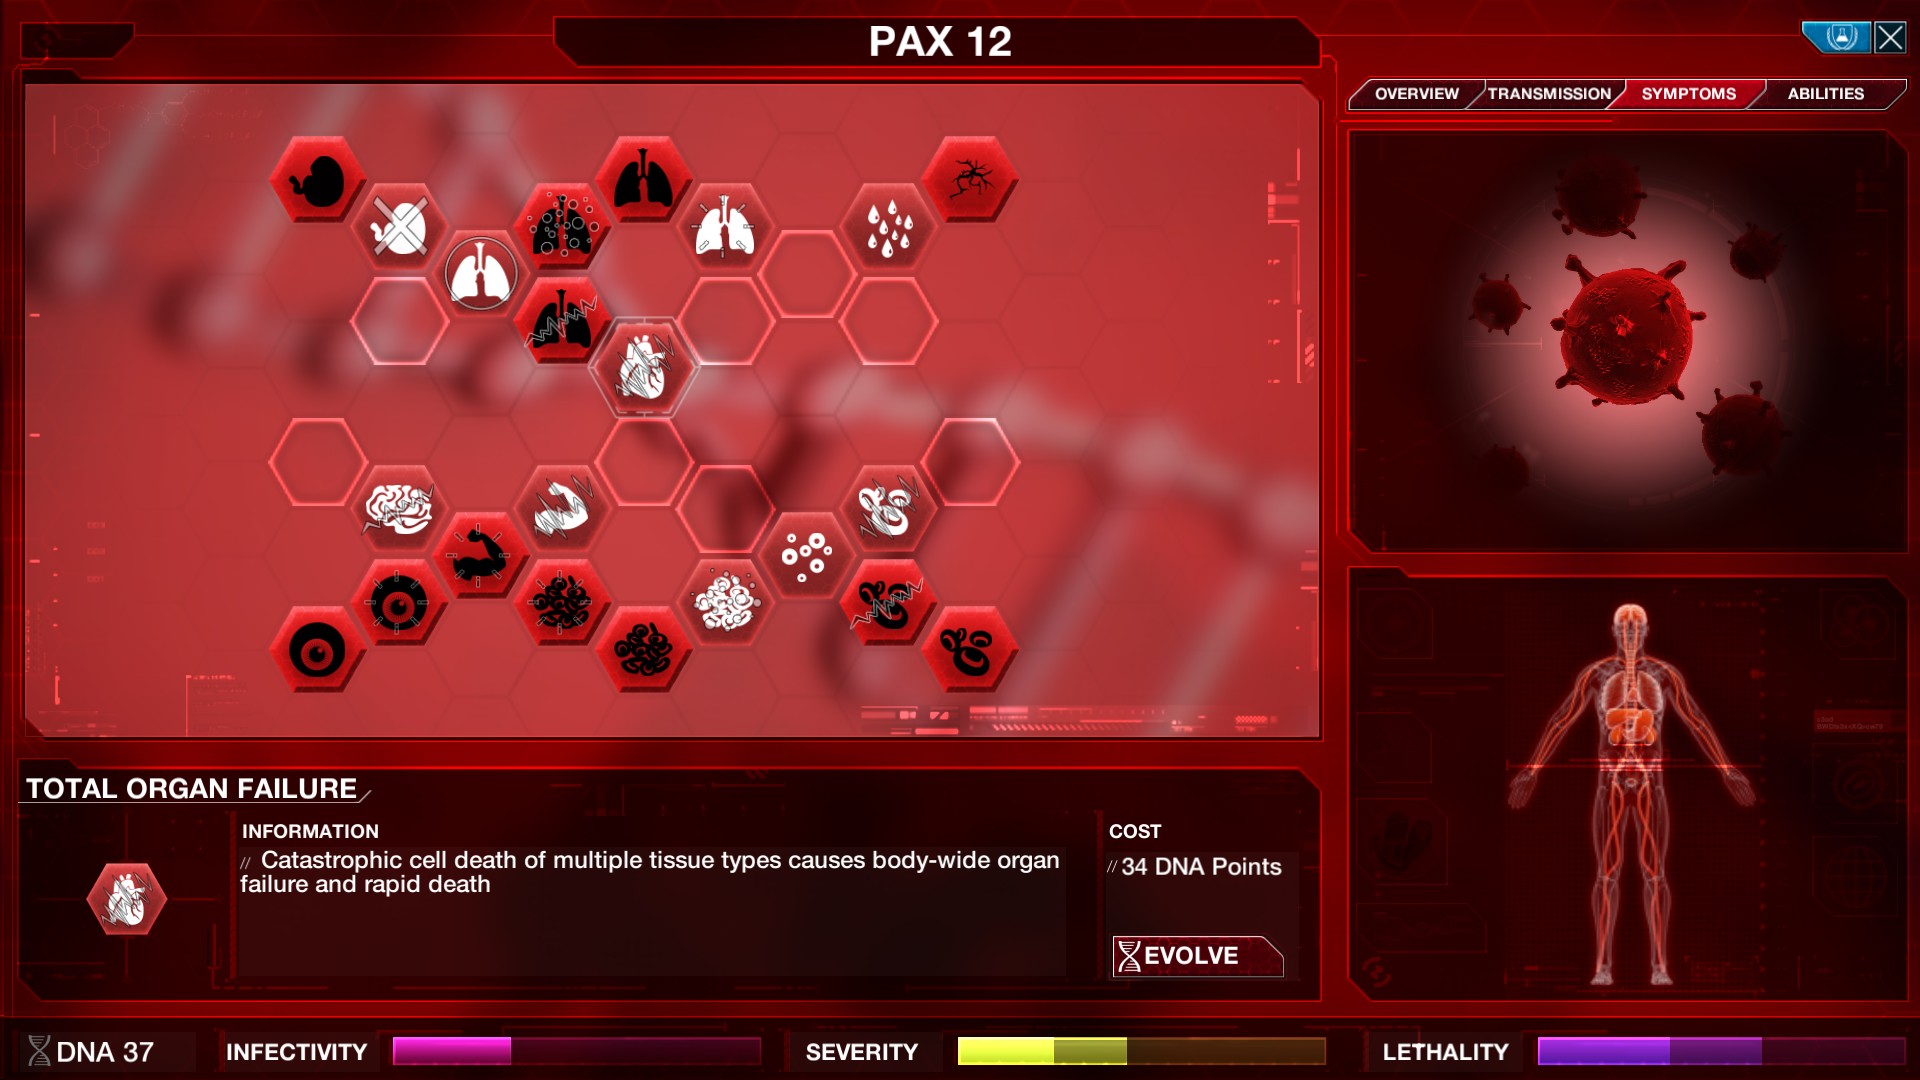 PAX 12
OVERVIEW TRANSMISSION SYMPTOMS ABILITIES
TOTAL ORGAN FAILURE
INFORMATION
// Catastrophic cell death of multiple tissue types causes body-wide organ
failure and rapid death
COST
// 34 DNA Points
EVOLVE
DNA 37 INFECTIVITY SEVERITY LETHALITY